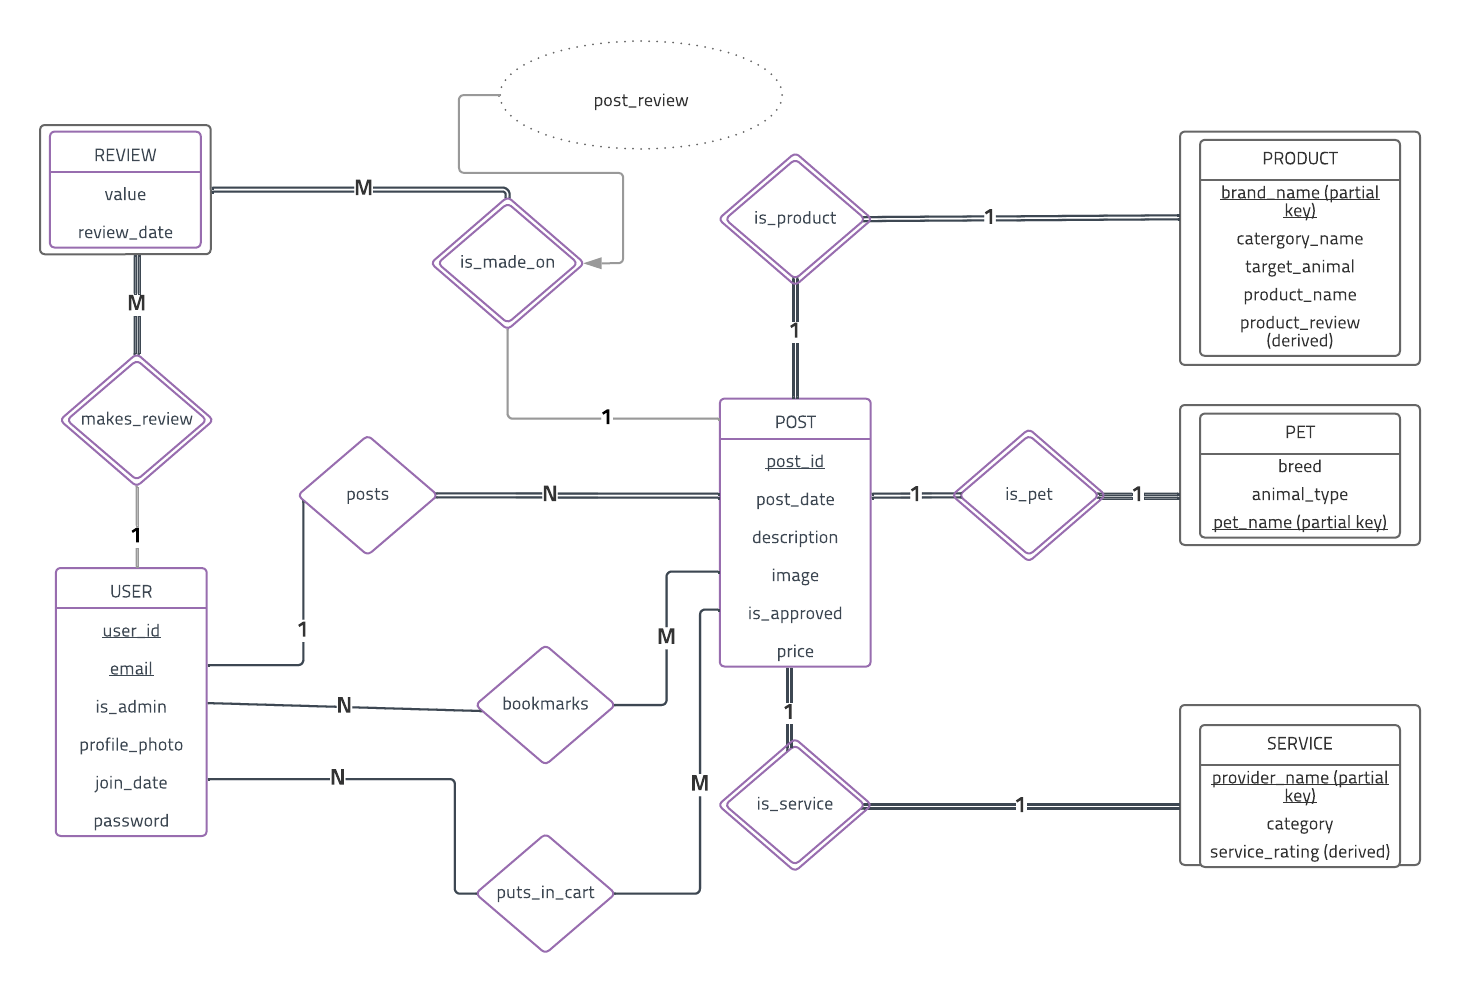 post_review
REVIEW
value
review_date
M
is_made_on
1
M
makes_review
1
is_product
1
1
PRODUCT
brand_name (partial
key)
catergory_name
target_animal
product_name
product_review
(derived)
posts
1
N
POST
post_id
post_date
description
image
is_approved
price
1
is_pet
1
PET
breed
animal_type
pet_name (partial key)
USER
user_id
email
is_admin
profile_photo
join_date
password
N
bookmarks
M
N
puts_in_cart
M
1
is_service
1
SERVICE
provider_name (partial
key)
category
service_rating (derived)